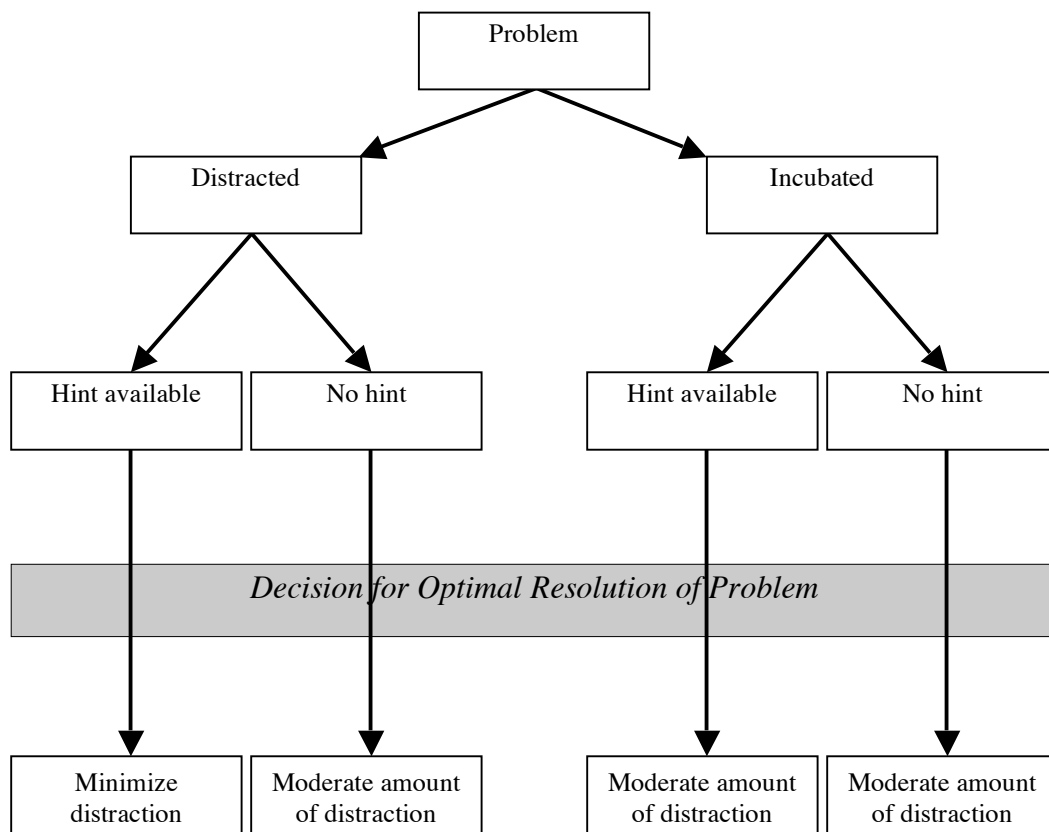 Problem
Distracted
Incubated
Hint available
No hint
Hint available
No hint
Decision for Optimal Resolution of Problem
Minimize
distraction
Moderate amount
of distraction
Moderate amount
of distraction
Moderate amount
of distraction